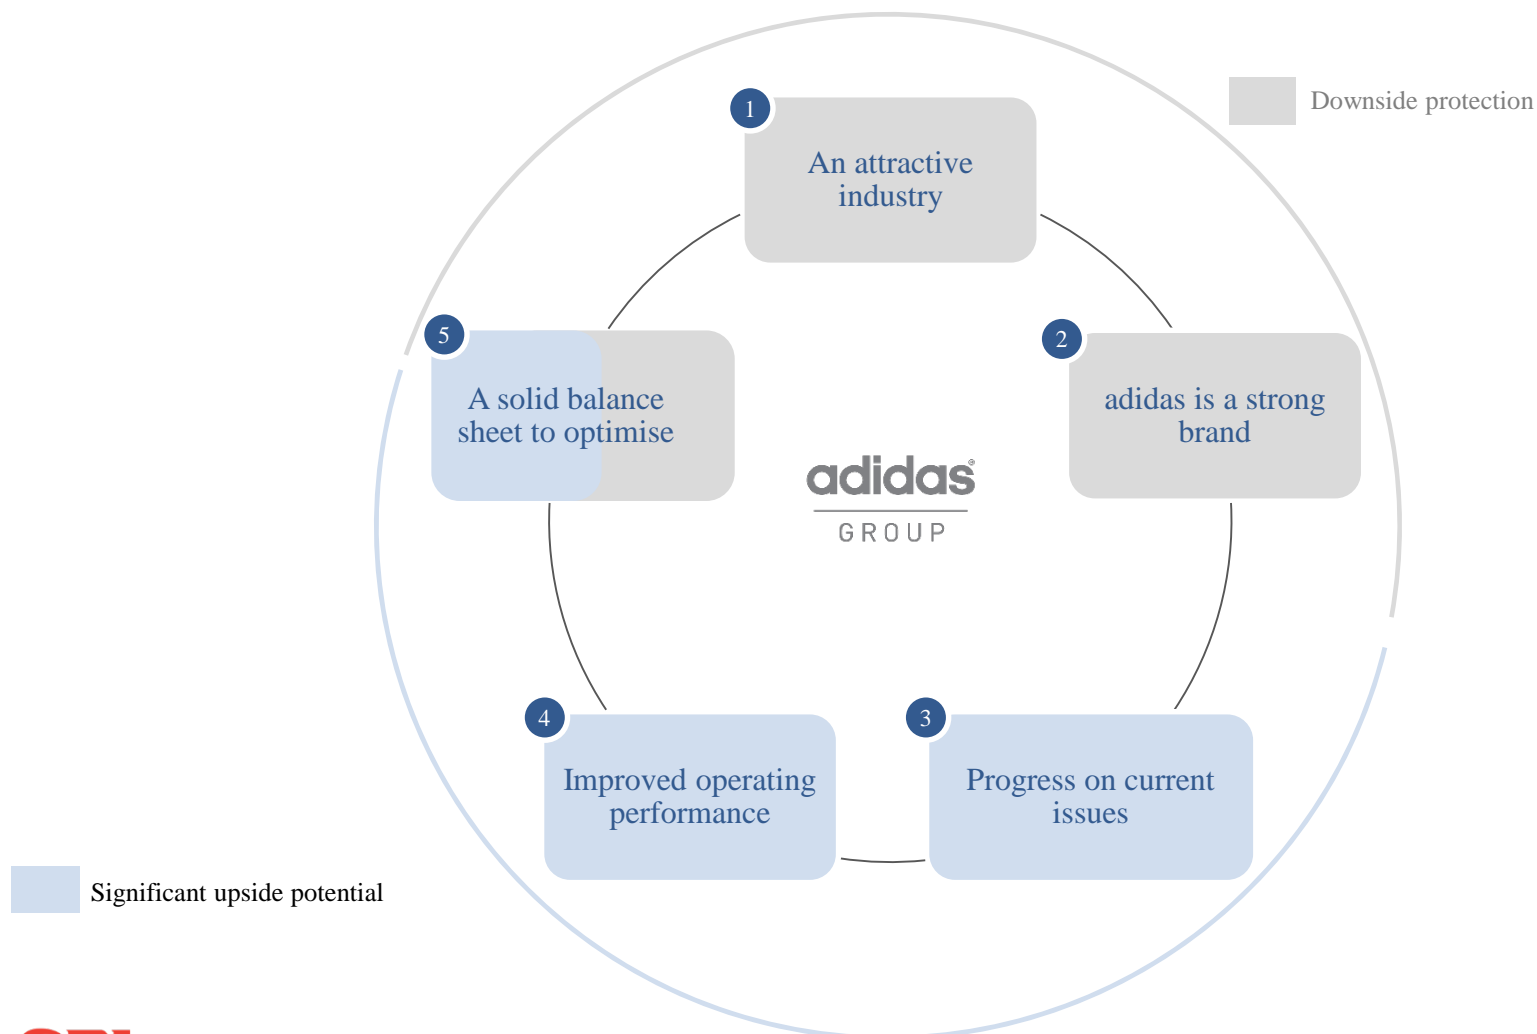 Downside protection
1
An attractive
industry
2
adidas is a strong
brand
3
Progress on current
issues
4
Improved operating
performance
5
A solid balance
sheet to optimise
adidas®
GROUP
Significant upside potential